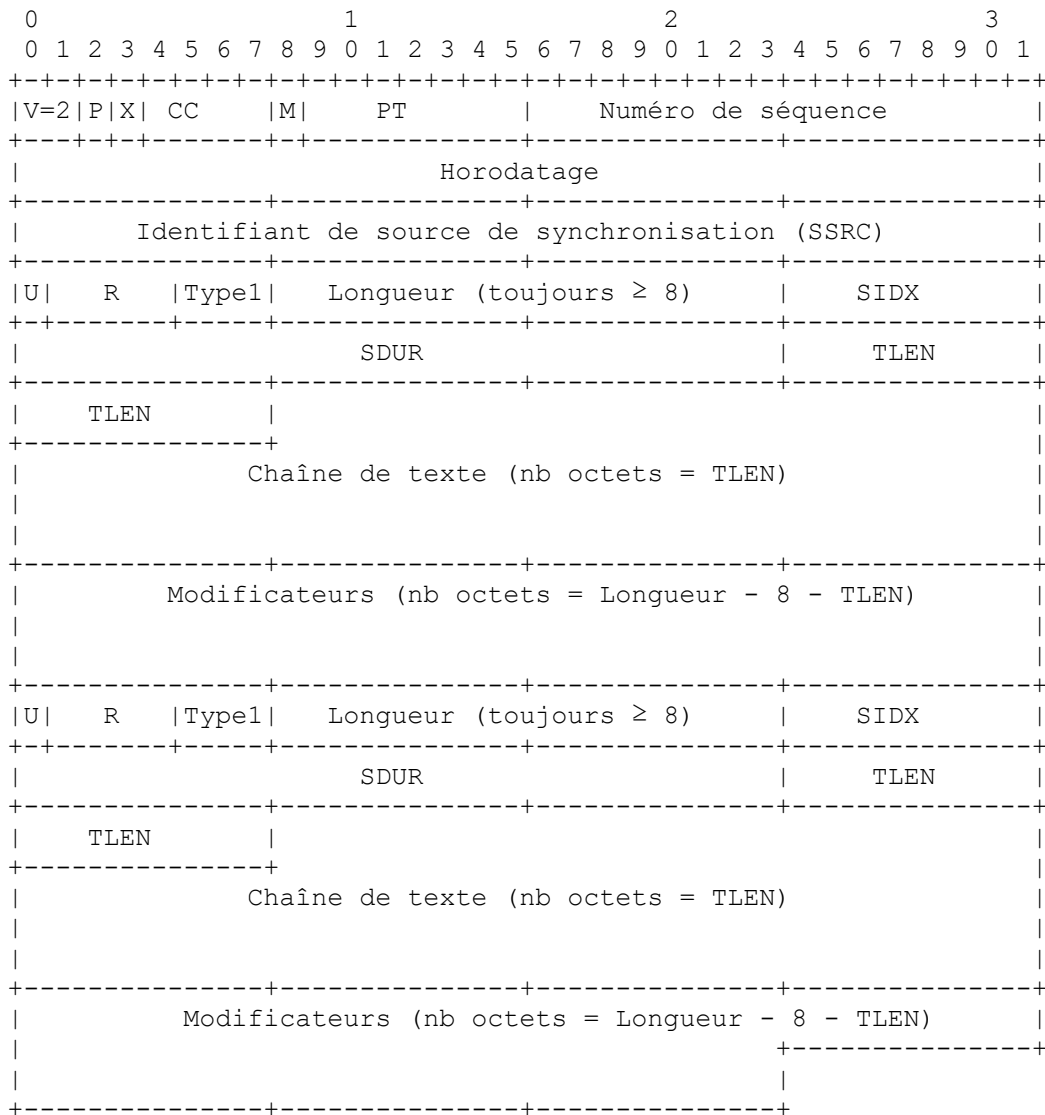 0 1 2 3
0 1 2 3 4 5 6 7 8 9 0 1 2 3 4 5 6 7 8 9 0 1 2 3 4 5 6 7 8 9 0 1
+-+-+-+-+-+-+-+-+-+-+-+-+-+-+-+-+-+-+-+-+-+-+-+-+-+-+-+-+-+-+-+-+
|V=2|P|X| CC |M| PT | Numéro de séquence |
+---+-+-+-------+-+-------------+---------------+---------------+
| Horodatage |
+---------------+---------------+---------------+---------------+
| Identifiant de source de synchronisation (SSRC) |
+---------------+---------------+---------------+---------------+
|U| R |Type1| Longueur (toujours ≥ 8) | SIDX |
+-+-------+-----+---------------+---------------+---------------+
| SDUR | TLEN |
+---------------+---------------+---------------+---------------+
| TLEN | |
+---------------+ |
| Chaîne de texte (nb octets = TLEN) |
| |
| |
+---------------+---------------+---------------+---------------+
| Modificateurs (nb octets = Longueur - 8 - TLEN) |
| |
| |
+---------------+---------------+---------------+---------------+
|U| R |Type1| Longueur (toujours ≥ 8) | SIDX |
+-+-------+-----+---------------+---------------+---------------+
| SDUR | TLEN |
+---------------+---------------+---------------+---------------+
| TLEN | |
+---------------+ |
| Chaîne de texte (nb octets = TLEN) |
| |
| |
+---------------+---------------+---------------+---------------+
| Modificateurs (nb octets = Longueur - 8 - TLEN) |
| +---------------+
| |
+---------------+---------------+---------------+